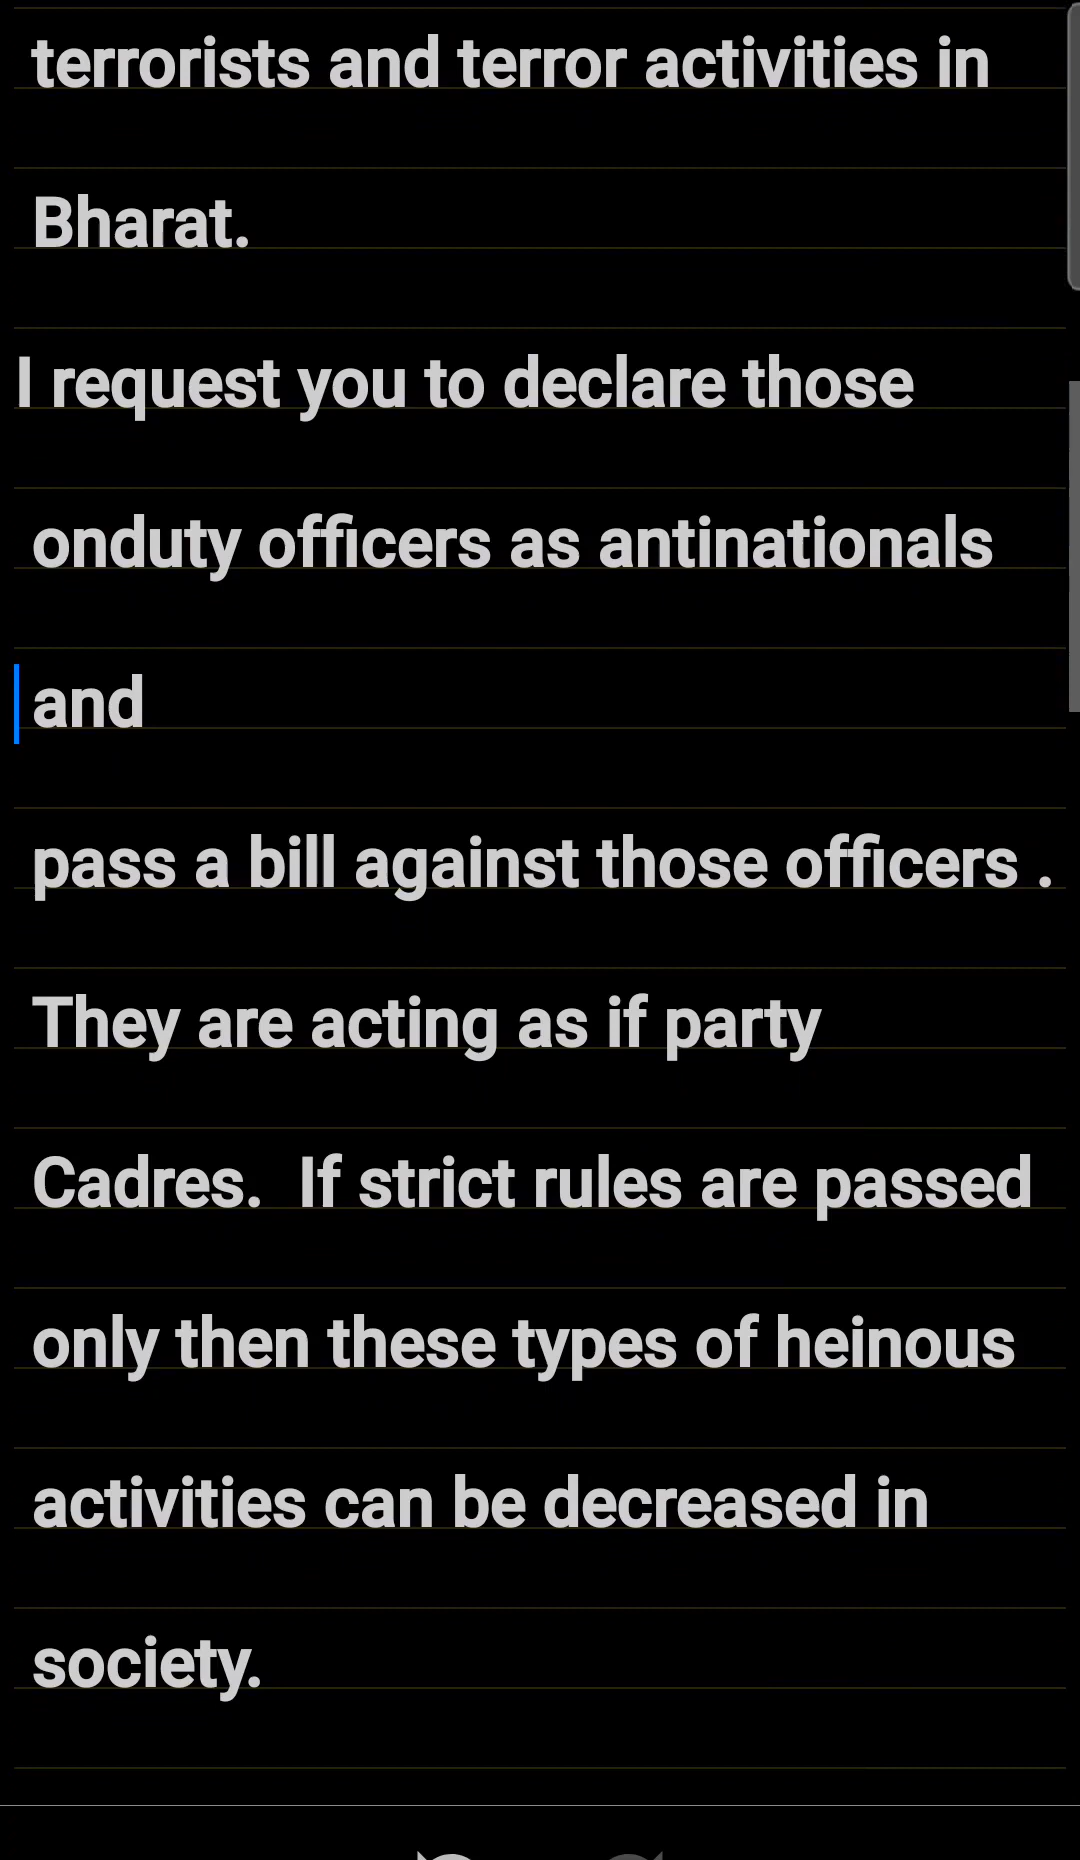 terrorists and terror activities in
Bharat.
I request you to declare those
onduty officers as antinationals
and
pass a bill against those officers .
They are acting as if party
Cadres.  If strict rules are passed
only then these types of heinous
activities can be decreased in
society.